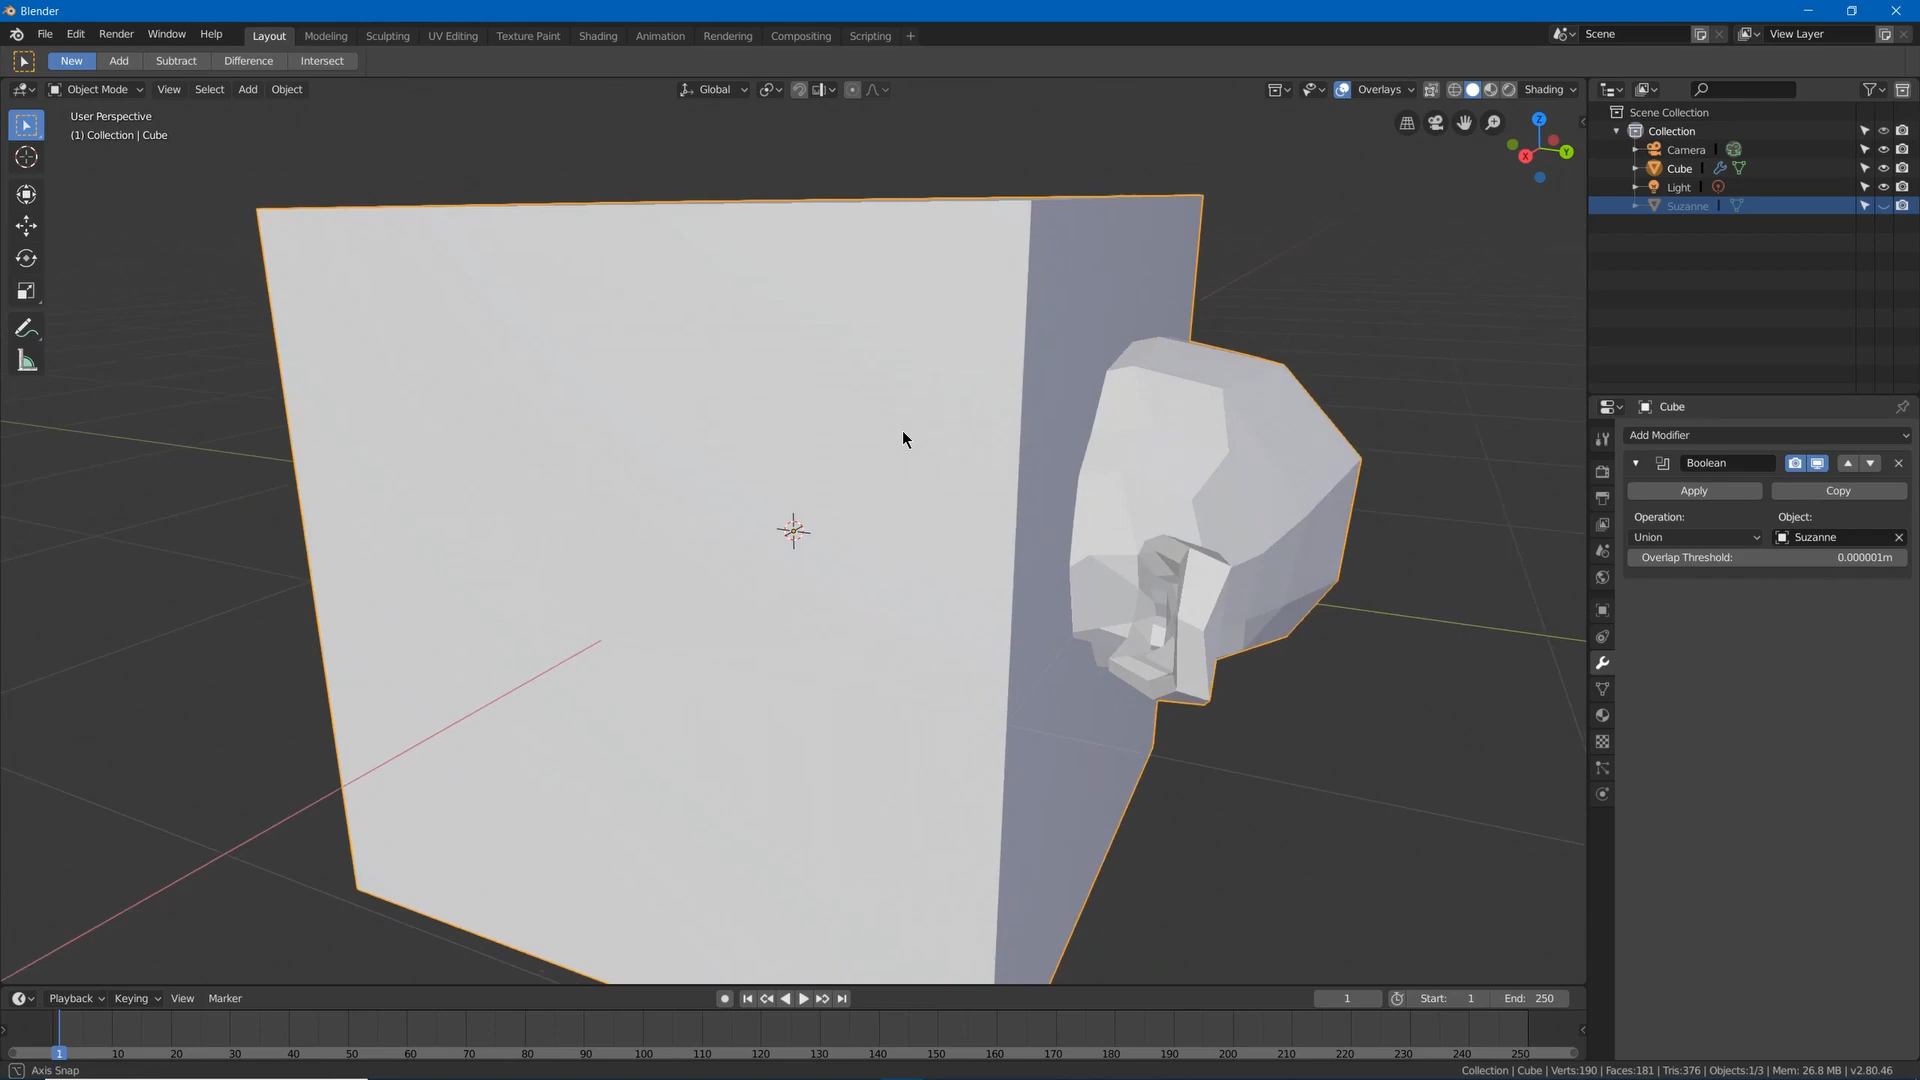 Blender
File Edit Render Window Help Layout Modeling Sculpting UV Editing Texture Paint Shading Animation Rendering Compositing Scripting + Scene View Layer
New Add Subtract Difference Intersect
Object Mode View Select Add Object Global Overlays Shading
User Perspective
(1) Collection | Cube
Z
Y
X
Scene Collection
Collection
Camera
Cube
Light
Suzanne
Cube
Add Modifier
Boolean
Apply Copy
Operation: Object:
Union Suzanne
Overlap Threshold: 0.000001m
Playback Keying View Marker 1 Start: 1 End: 250
1 10 20 30 40 50 60 70 80 90 100 110 120 130 140 150 160 170 180 190 200 210 220 230 240 250
Axis Snap Collection | Cube | Verts:190 | Faces:181 | Tris:376 | Objects:1/3 | Mem: 26.8 MB | v2.80.46